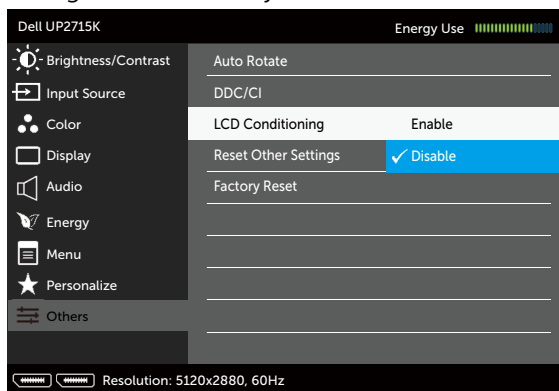 Dell UP2715K Energy Use
Brightness/Contrast Auto Rotate
Input Source DDC/CI
Color LCD Conditioning Enable
Display Reset Other Settings Disable
Audio Factory Reset
Energy
Menu
Personalize
Others
Resolution: 5120x2880, 60Hz